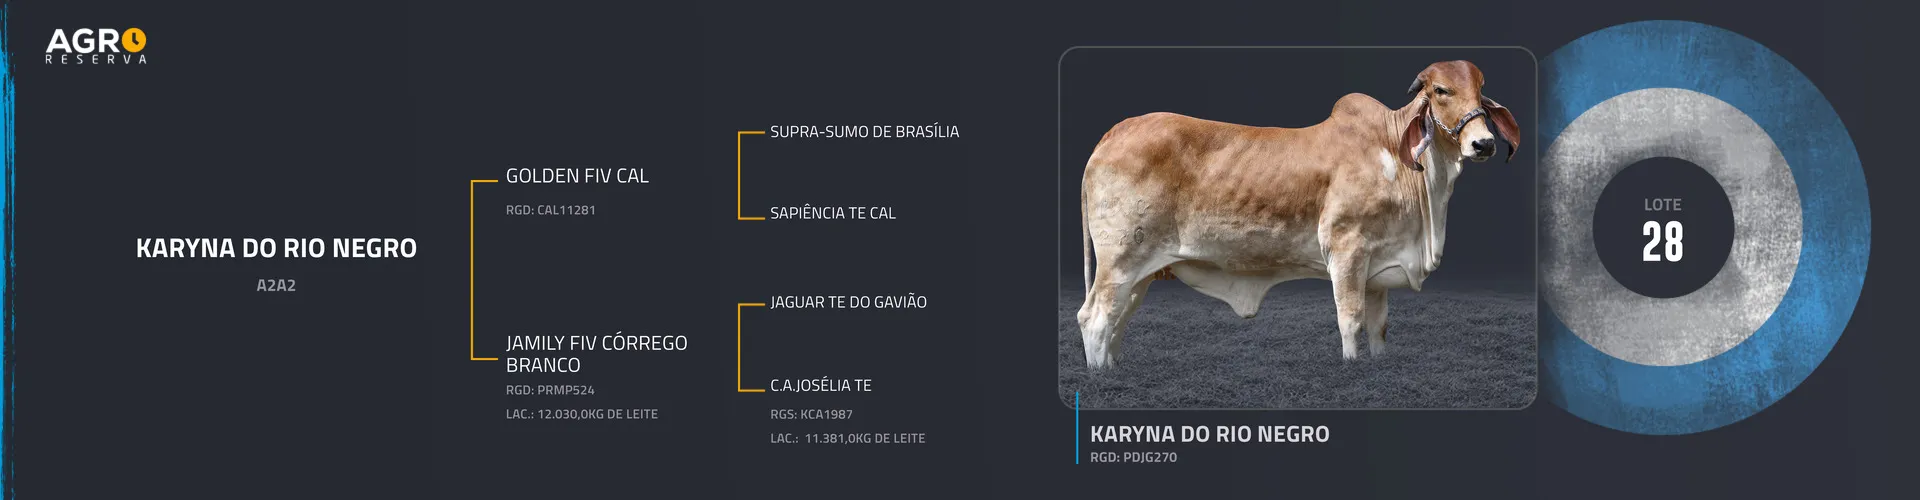 AGRO
RESERVA
KARYNA DO RIO NEGRO
A2A2
GOLDEN FIV CAL
RGD: CAL11281
JAMILY FIV CÓRREGO
BRANCO
RGD: PRMP524
LAC.: 12.030,0KG DE LEITE
SUPRA-SUMO DE BRASÍLIA
SAPIÊNCIA TE CAL
JAGUAR TE DO GAVIÃO
C.A.JOSÉLIA TE
RGS: KCA1987
LAC.: 11.381,0KG DE LEITE
KARYNA DO RIO NEGRO
RGD: PDJG270
LOTE
28